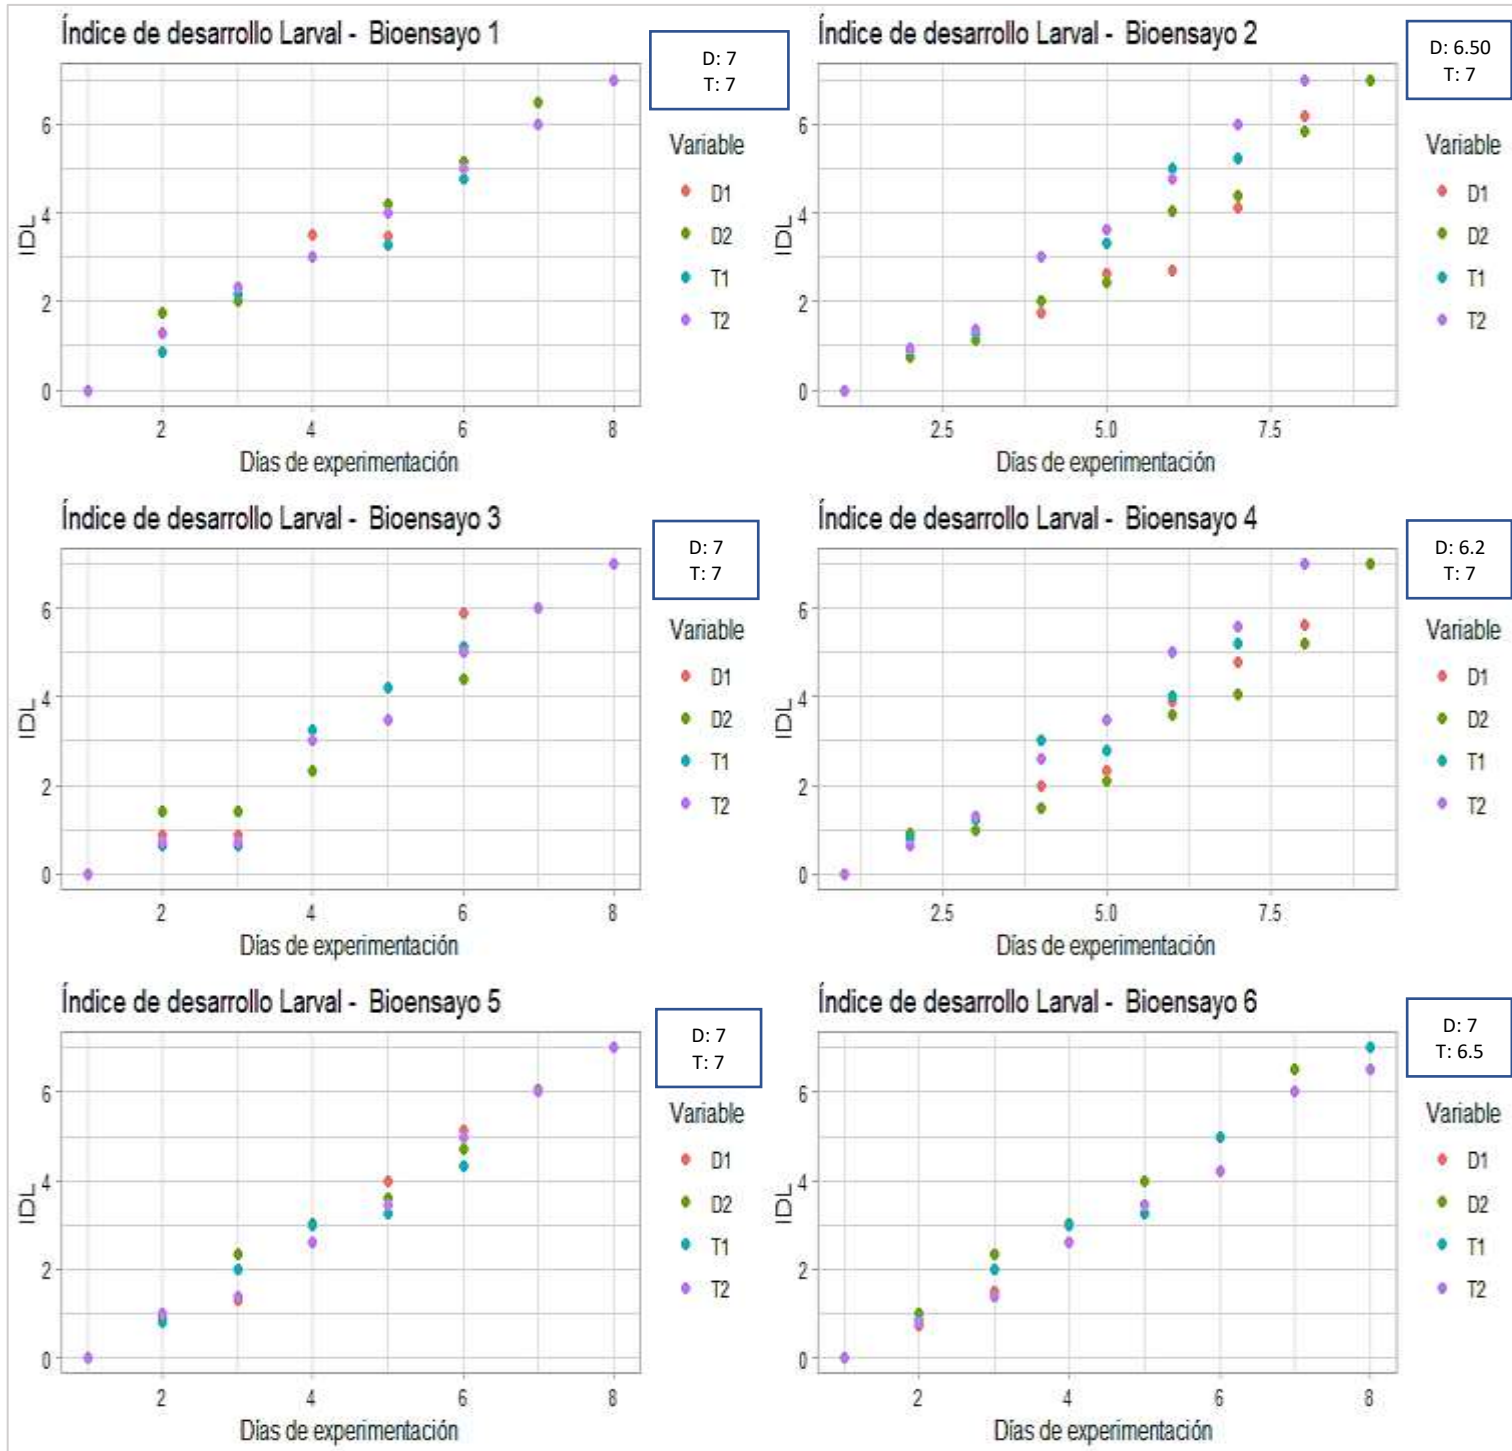 Índice de desarrollo Larval - Bioensayo 1
D: 7
T: 7
6
4
2
0
IDL
2
4
6
8
Días de experimentación
Variable
D1
D2
T1
T2
Índice de desarrollo Larval - Bioensayo 2
D: 6.50
T: 7
6
4
2
0
IDL
2.5
5.0
7.5
Días de experimentación
Variable
D1
D2
T1
T2
Índice de desarrollo Larval - Bioensayo 3
D: 7
T: 7
6
4
2
0
IDL
2
4
6
8
Días de experimentación
Variable
D1
D2
T1
T2
Índice de desarrollo Larval - Bioensayo 4
D: 6.2
T: 7
6
4
2
0
IDL
2.5
5.0
7.5
Días de experimentación
Variable
D1
D2
T1
T2
Índice de desarrollo Larval - Bioensayo 5
D: 7
T: 7
6
4
2
0
IDL
2
4
6
8
Días de experimentación
Variable
D1
D2
T1
T2
Índice de desarrollo Larval - Bioensayo 6
D: 7
T: 6.5
6
4
2
0
IDL
2
4
6
8
Días de experimentación
Variable
D1
D2
T1
T2